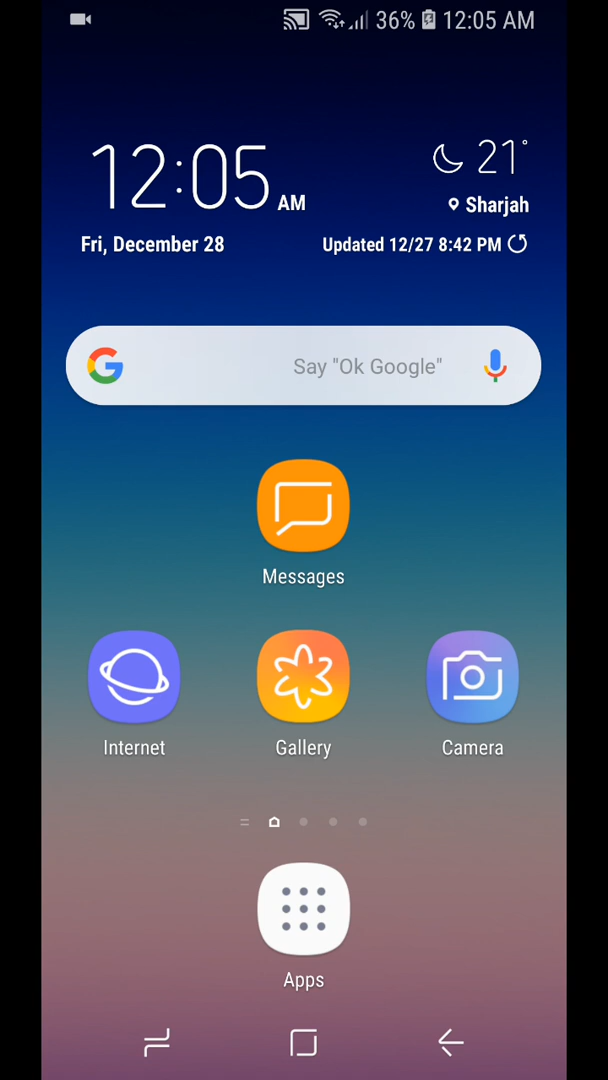 36% 12:05 AM
12:05 AM
21°
Sharjah
Fri, December 28
Updated 12/27 8:42 PM
Say "Ok Google"
Messages
Internet
Gallery
Camera
Apps